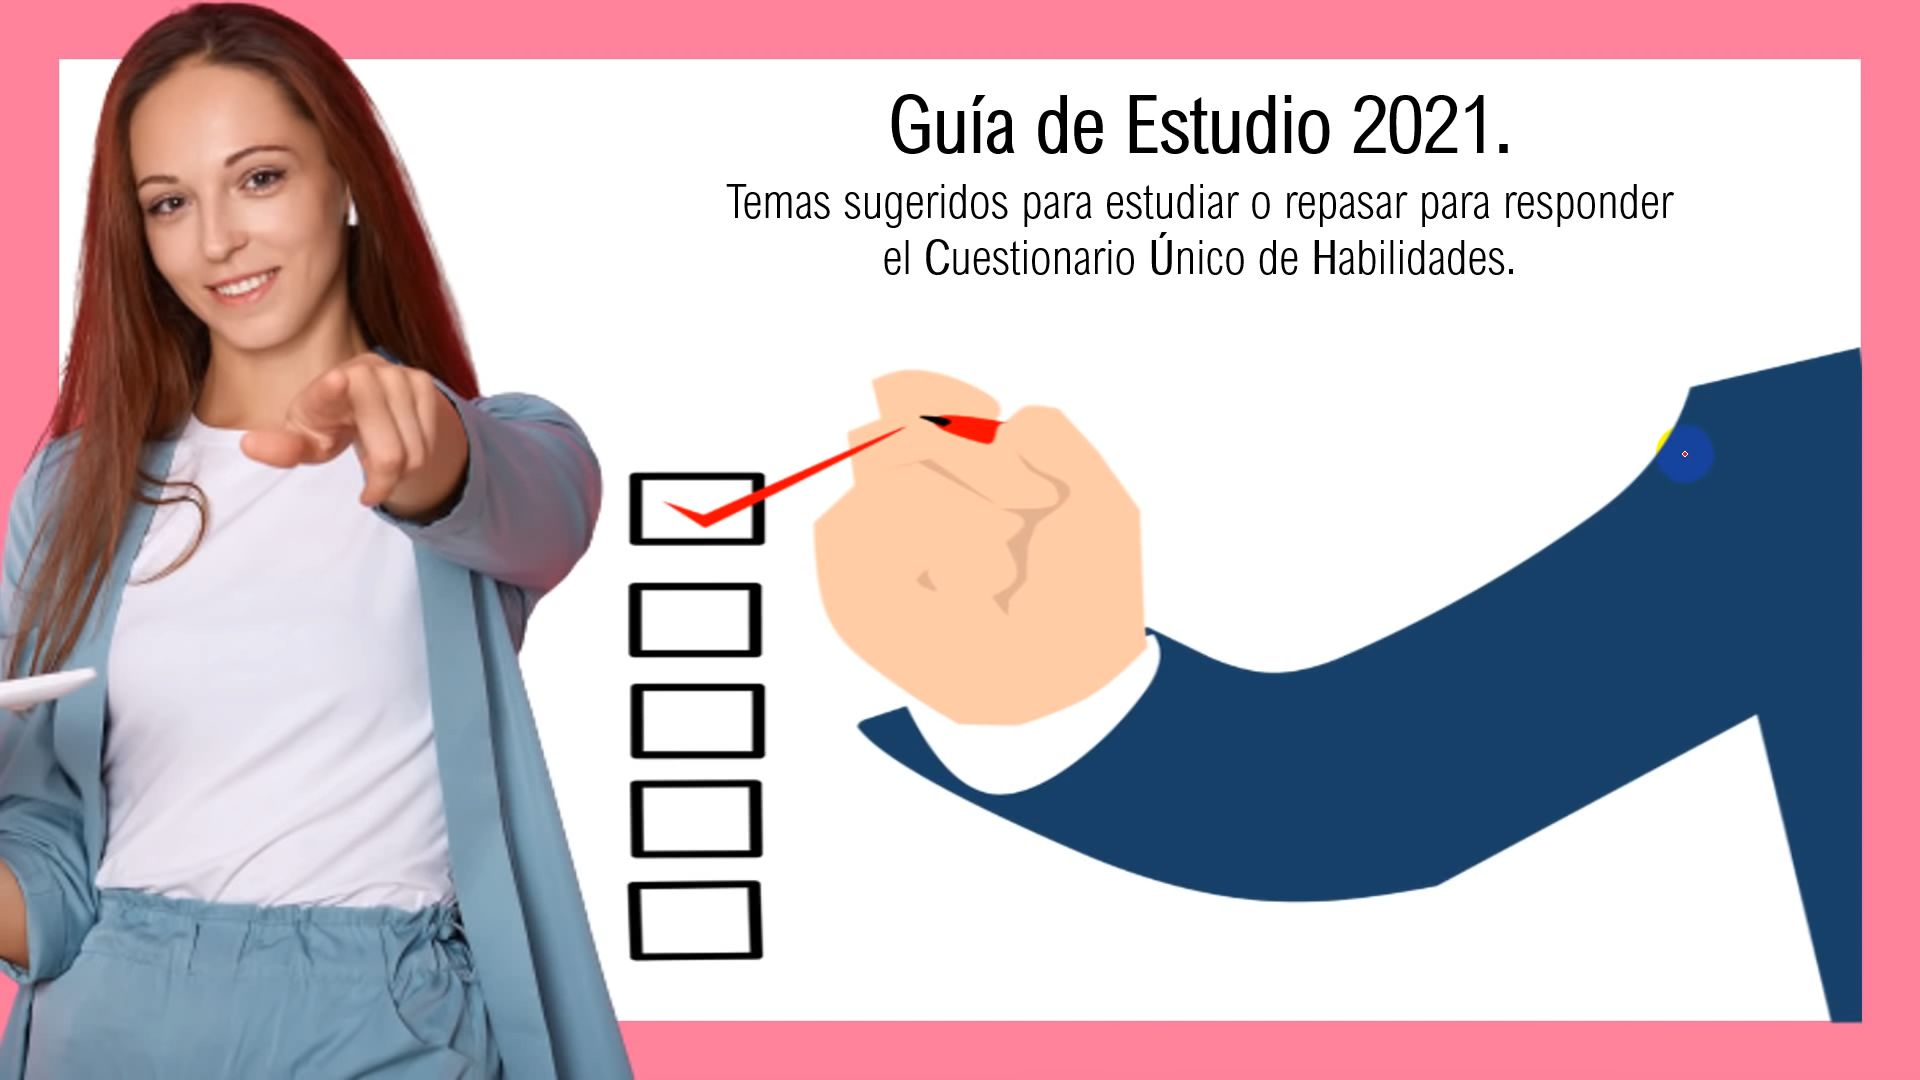 Guía de Estudio 2021.
Temas sugeridos para estudiar o repasar para responder
el Cuestionario Único de Habilidades.